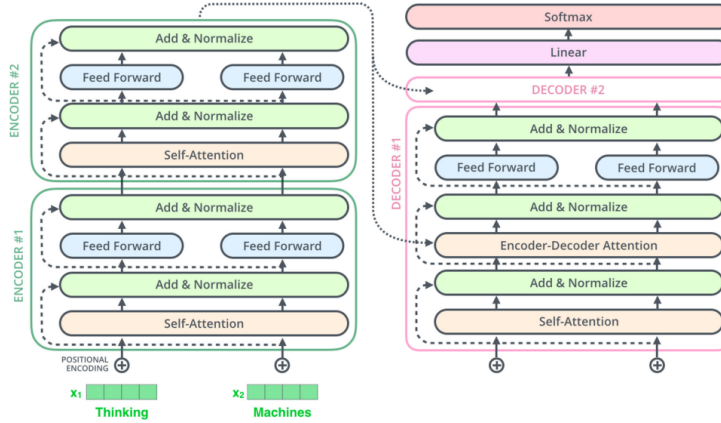 ENCODER #2
Add & Normalize
Feed Forward
Feed Forward
Add & Normalize
Self-Attention
ENCODER #1
Add & Normalize
Feed Forward
Feed Forward
Add & Normalize
Self-Attention
POSITIONAL
ENCODING
x₁
x₂
Thinking
Machines
Softmax
Linear
DECODER #2
DECODER #1
Add & Normalize
Feed Forward
Feed Forward
Add & Normalize
Encoder-Decoder Attention
Add & Normalize
Self-Attention